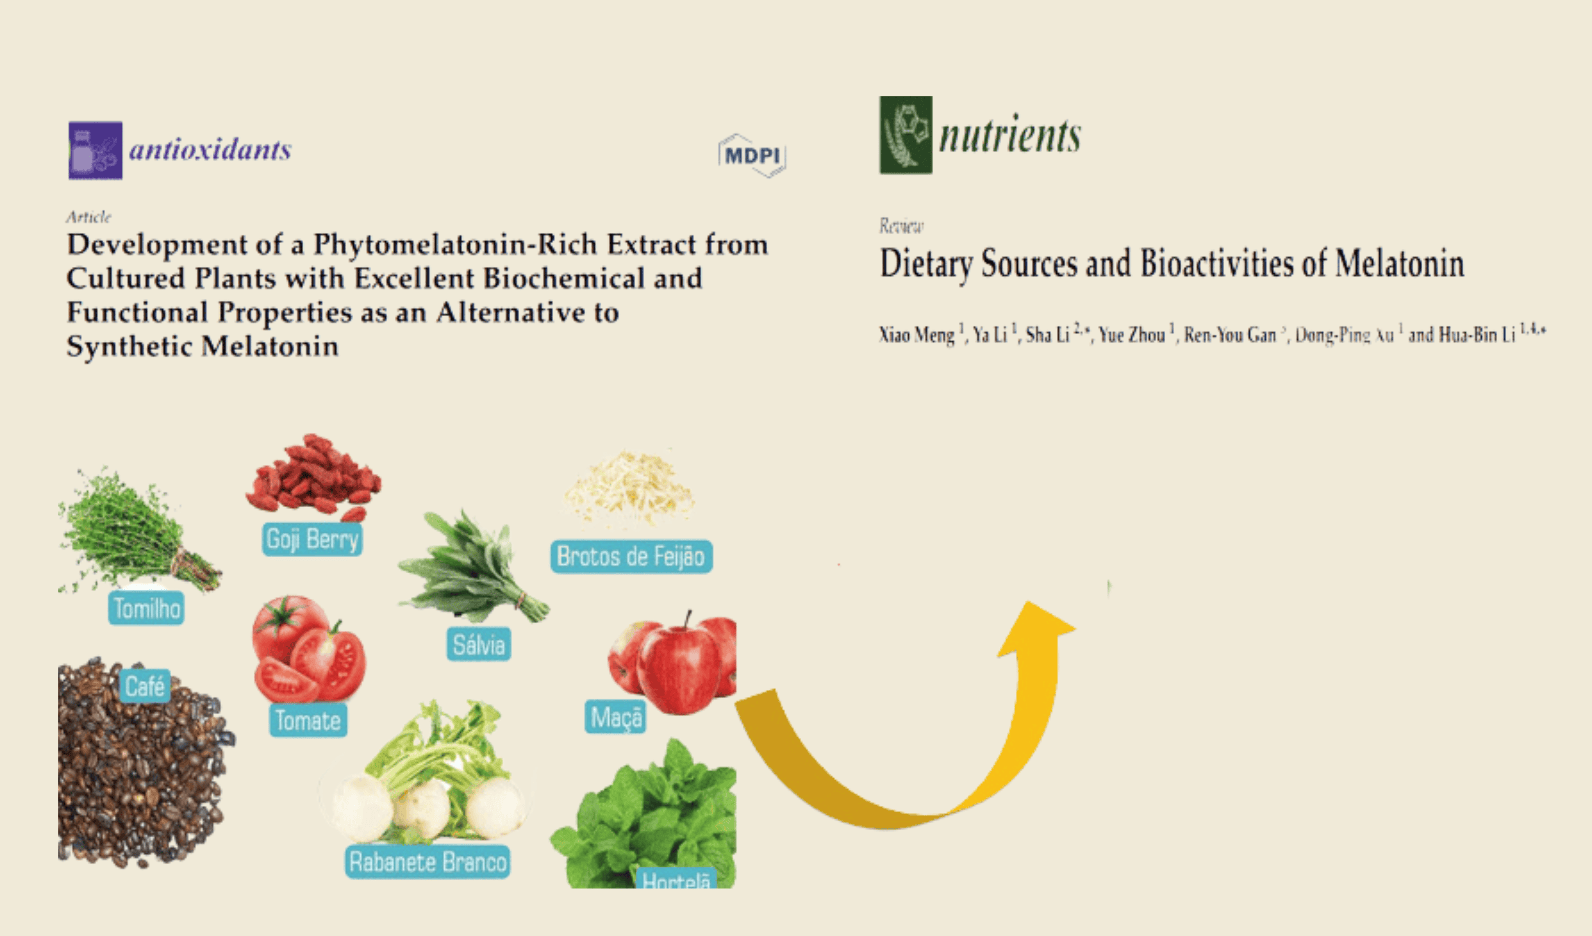 antioxidants
MDPI
Article
Development of a Phytomelatonin-Rich Extract from
Cultured Plants with Excellent Biochemical and
Functional Properties as an Alternative to
Synthetic Melatonin
nutrients
Review
Dietary Sources and Bioactivities of Melatonin
Xiao Meng 1, Ya Li 1, Sha Li 2,*, Yue Zhou 1, Ren-You Gan 3, Dong-Ping Xu 1 and Hua-Bin Li 1,4,*
Goji Berry
Brotos de Feijão
Tomilho
Sálvia
Café
Tomate
Maçã
Rabanete Branco
Hortelã